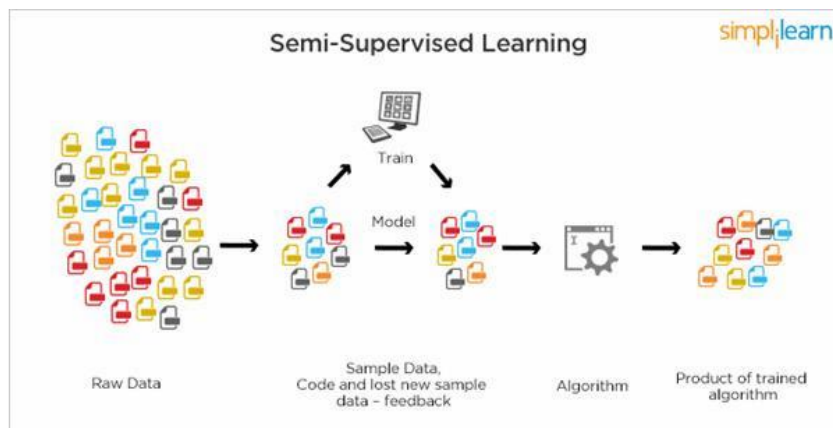 Semi-Supervised Learning
simplilearn
Train
Model
Raw Data
Sample Data,
Code and lost new sample
data – feedback
Algorithm
Product of trained
algorithm